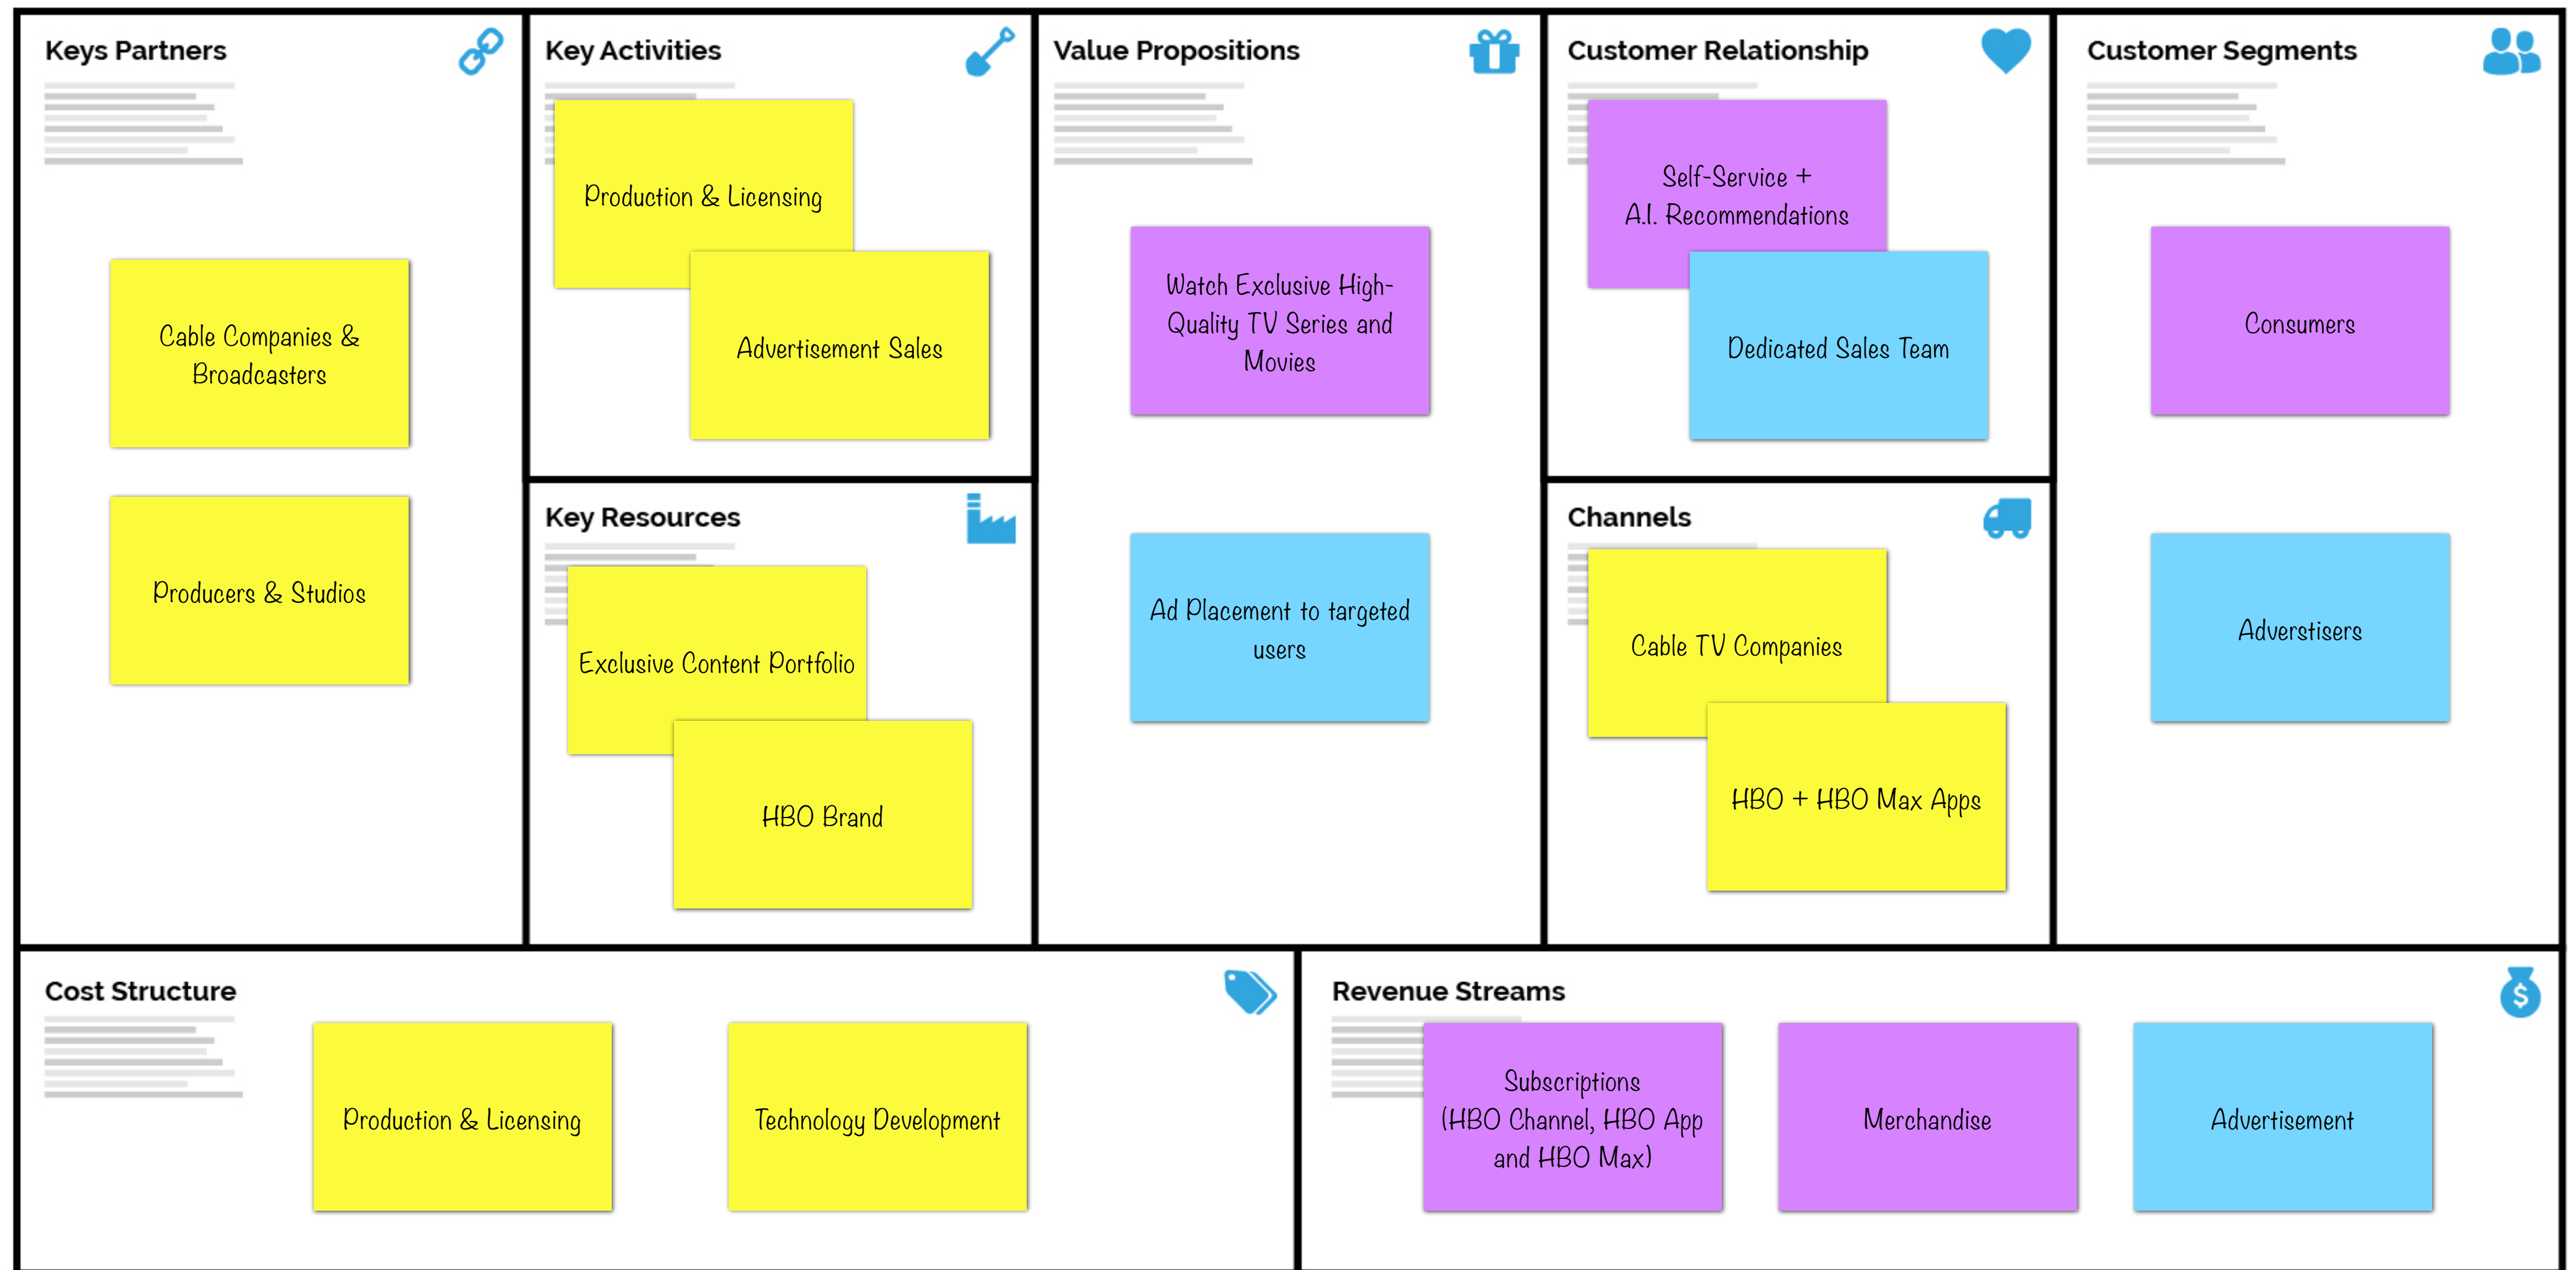 Keys Partners
Cable Companies &
Broadcasters
Producers & Studios
Key Activities
Production & Licensing
Advertisement Sales
Key Resources
Exclusive Content Portfolio
HBO Brand
Value Propositions
Watch Exclusive High-
Quality TV Series and
Movies
Ad Placement to targeted
users
Customer Relationship
Self-Service +
A.I. Recommendations
Dedicated Sales Team
Channels
Cable TV Companies
HBO + HBO Max Apps
Customer Segments
Consumers
Adverstisers
Cost Structure
Production & Licensing
Technology Development
Revenue Streams
Subscriptions
(HBO Channel, HBO App
and HBO Max)
Merchandise
Advertisement
$